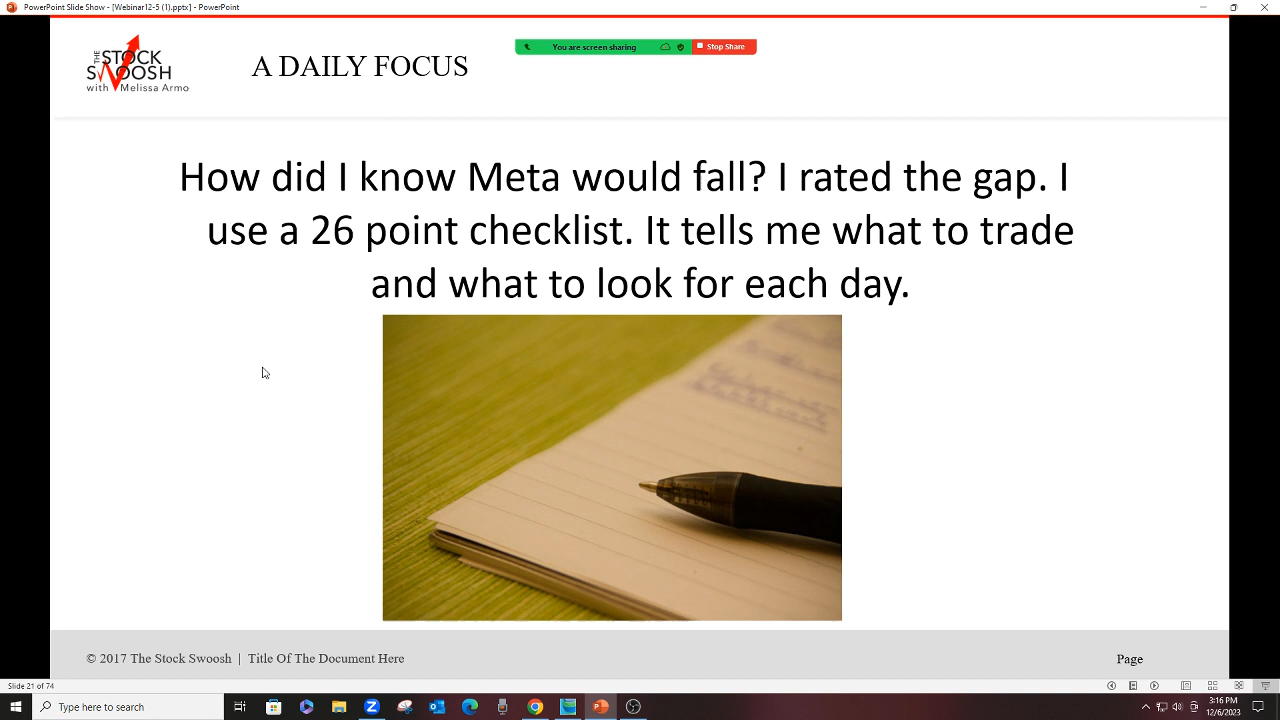 PowerPoint Slide Show - [Webinar12-5 (1).pptx] - PowerPoint
You are screen sharing
Stop Share
THE
STOCK
SWOOSH
with Melissa Armo
A DAILY FOCUS
How did I know Meta would fall? I rated the gap. I
use a 26 point checklist. It tells me what to trade
and what to look for each day.
© 2017 The Stock Swoosh | Title Of The Document Here
Page
Slide 21 of 74
Type here to search
3:16 PM
12/6/2023